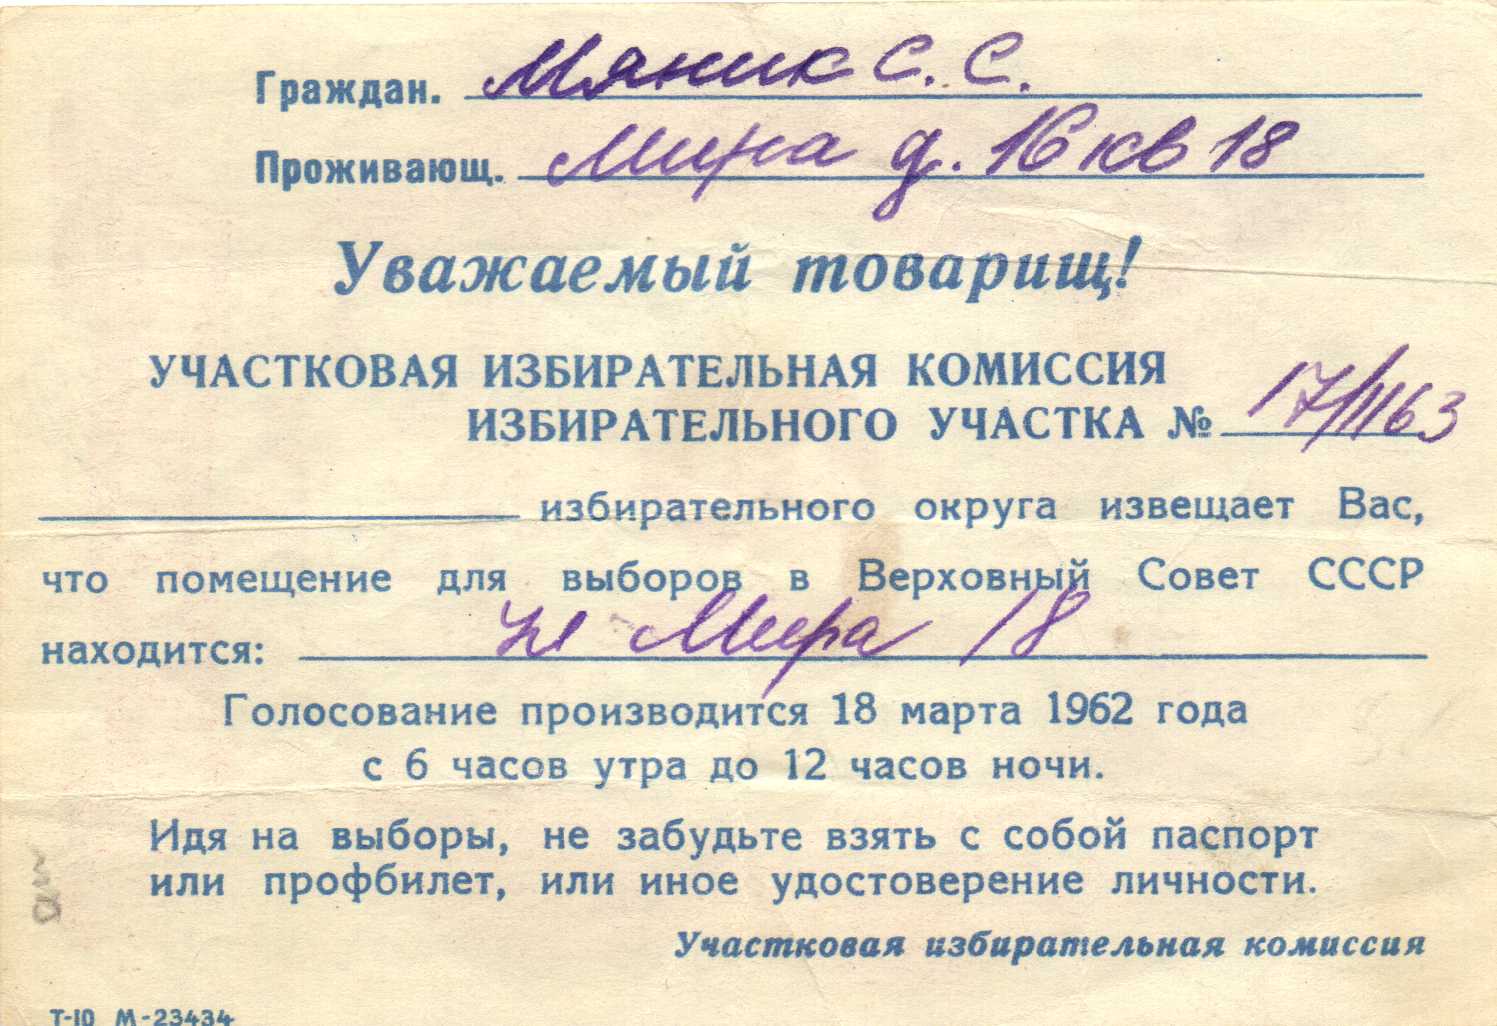 Граждан. Мяник С. С.
Проживающ. Мира д. 16 кв 18
Уважаемый товарищ!
УЧАСТКОВАЯ ИЗБИРАТЕЛЬНАЯ КОМИССИЯ
ИЗБИРАТЕЛЬНОГО УЧАСТКА № 17/1163
избирательного округа извещает Вас,
что помещение для выборов в Верховный Совет СССР
находится: Мира 18
Голосование производится 18 марта 1962 года
с 6 часов утра до 12 часов ночи.
Идя на выборы, не забудьте взять с собой паспорт
или профбилет, или иное удостоверение личности.
Участковая избирательная комиссия
Т-10 М-23434